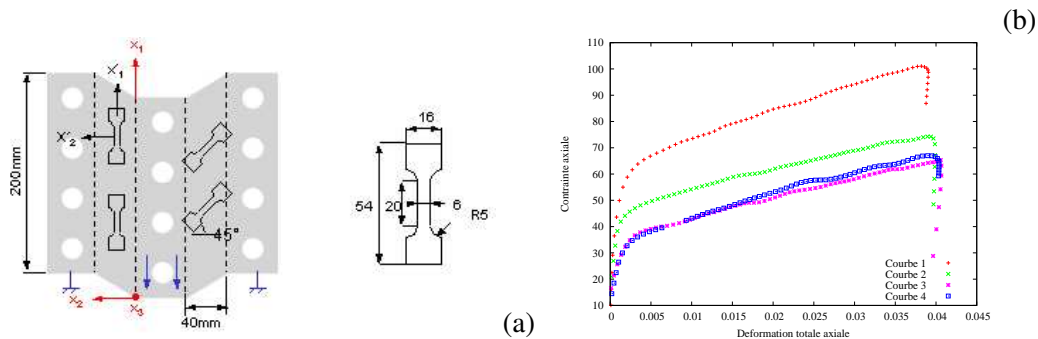 (b)
x1
x'1
x'2
200mm
45°
x2
x3
40mm
16
54
20
6
R5
(a)
110
100
90
80
70
60
50
40
30
20
10
Contrainte axiale
0
0.005
0.01
0.015
0.02
0.025
0.03
0.035
0.04
0.045
Deformation totale axiale
Courbe 1
Courbe 2
Courbe 3
Courbe 4